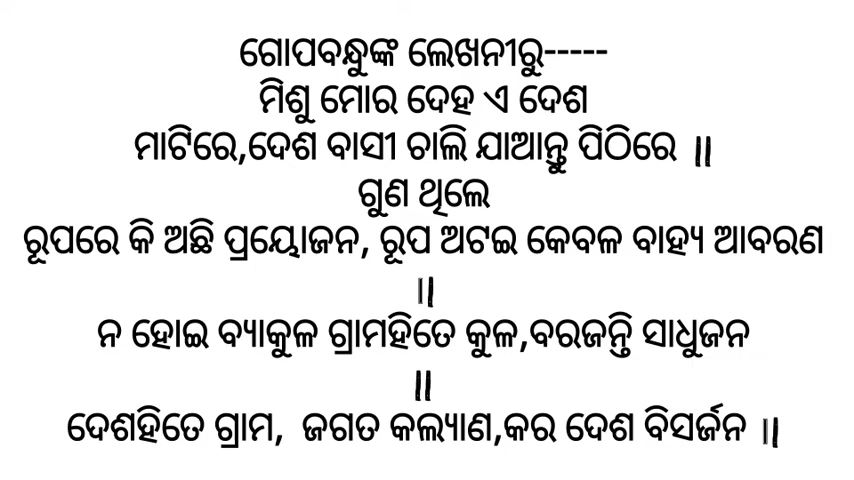 ଗୋପବନ୍ଧୁଙ୍କ ଲେଖନୀରୁ-----
ମିଶୁ ମୋର ଦେହ ଏ ଦେଶ
ମାଟିରେ,ଦେଶ ବାସୀ ଚାଲି ଯାଆନ୍ତୁ ପିଠିରେ ||
ଗୁଣ ଥିଲେ
ରୂପରେ କି ଅଛି ପ୍ରୟୋଜନ, ରୂପ ଅଟଇ କେବଳ ବାହ୍ୟ ଆବରଣ
।|
ନ ହୋଇ ବ୍ୟାକୁଳ ଗ୍ରାମହିତେ କୁଳ,ବରଜନ୍ତି ସାଧୁଜନ
||
ଦେଶହିତେ ଗ୍ରାମ, ଜଗତ କଲ୍ୟାଣ,କର ଦେଶ ବିସର୍ଜନ ।|